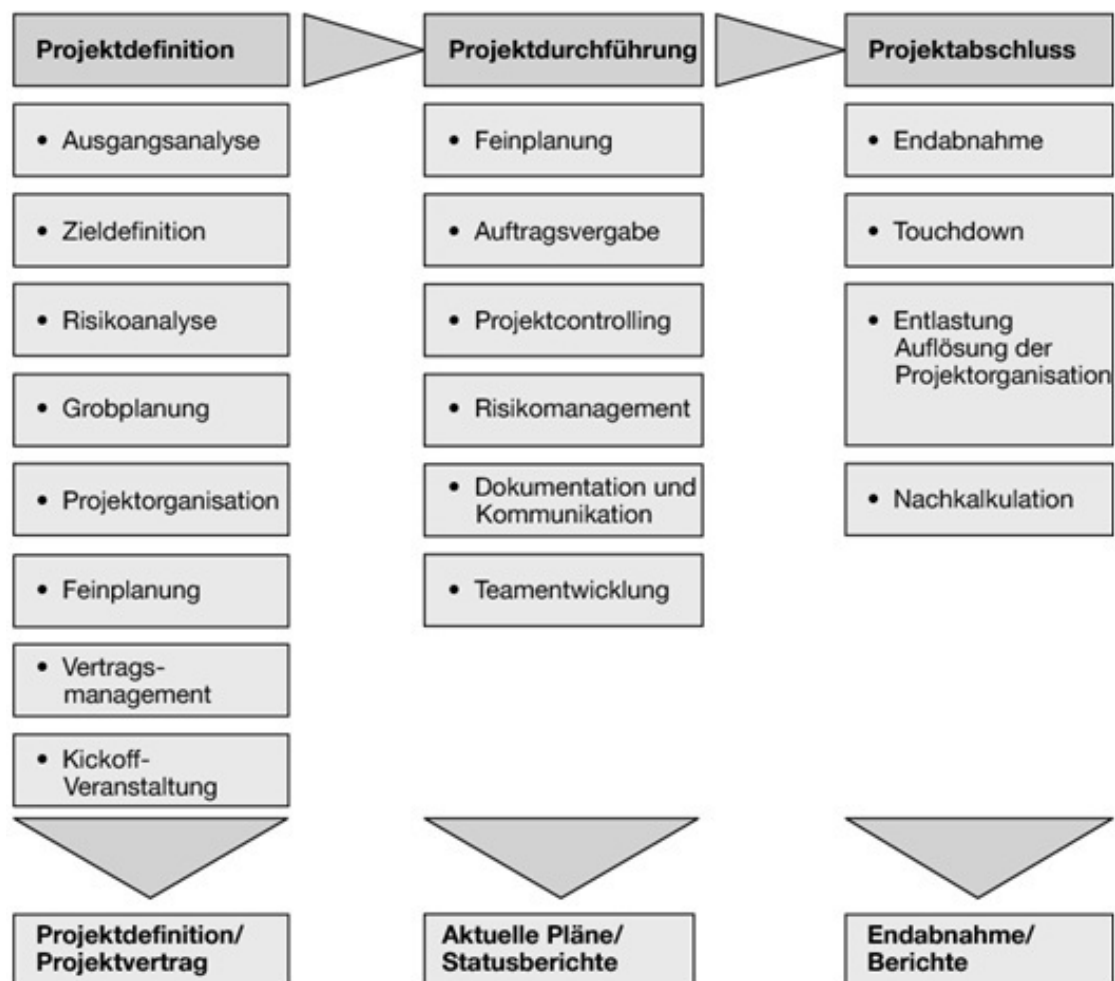 Projektdefinition
• Ausgangsanalyse
• Zieldefinition
• Risikoanalyse
• Grobplanung
• Projektorganisation
• Feinplanung
• Vertrags-
management
• Kickoff-
Veranstaltung
Projektdefinition/
Projektvertrag
Projektdurchführung
• Feinplanung
• Auftragsvergabe
• Projektcontrolling
• Risikomanagement
• Dokumentation und
Kommunikation
• Teamentwicklung
Aktuelle Pläne/
Statusberichte
Projektabschluss
• Endabnahme
• Touchdown
• Entlastung
Auflösung der
Projektorganisation
• Nachkalkulation
Endabnahme/
Berichte